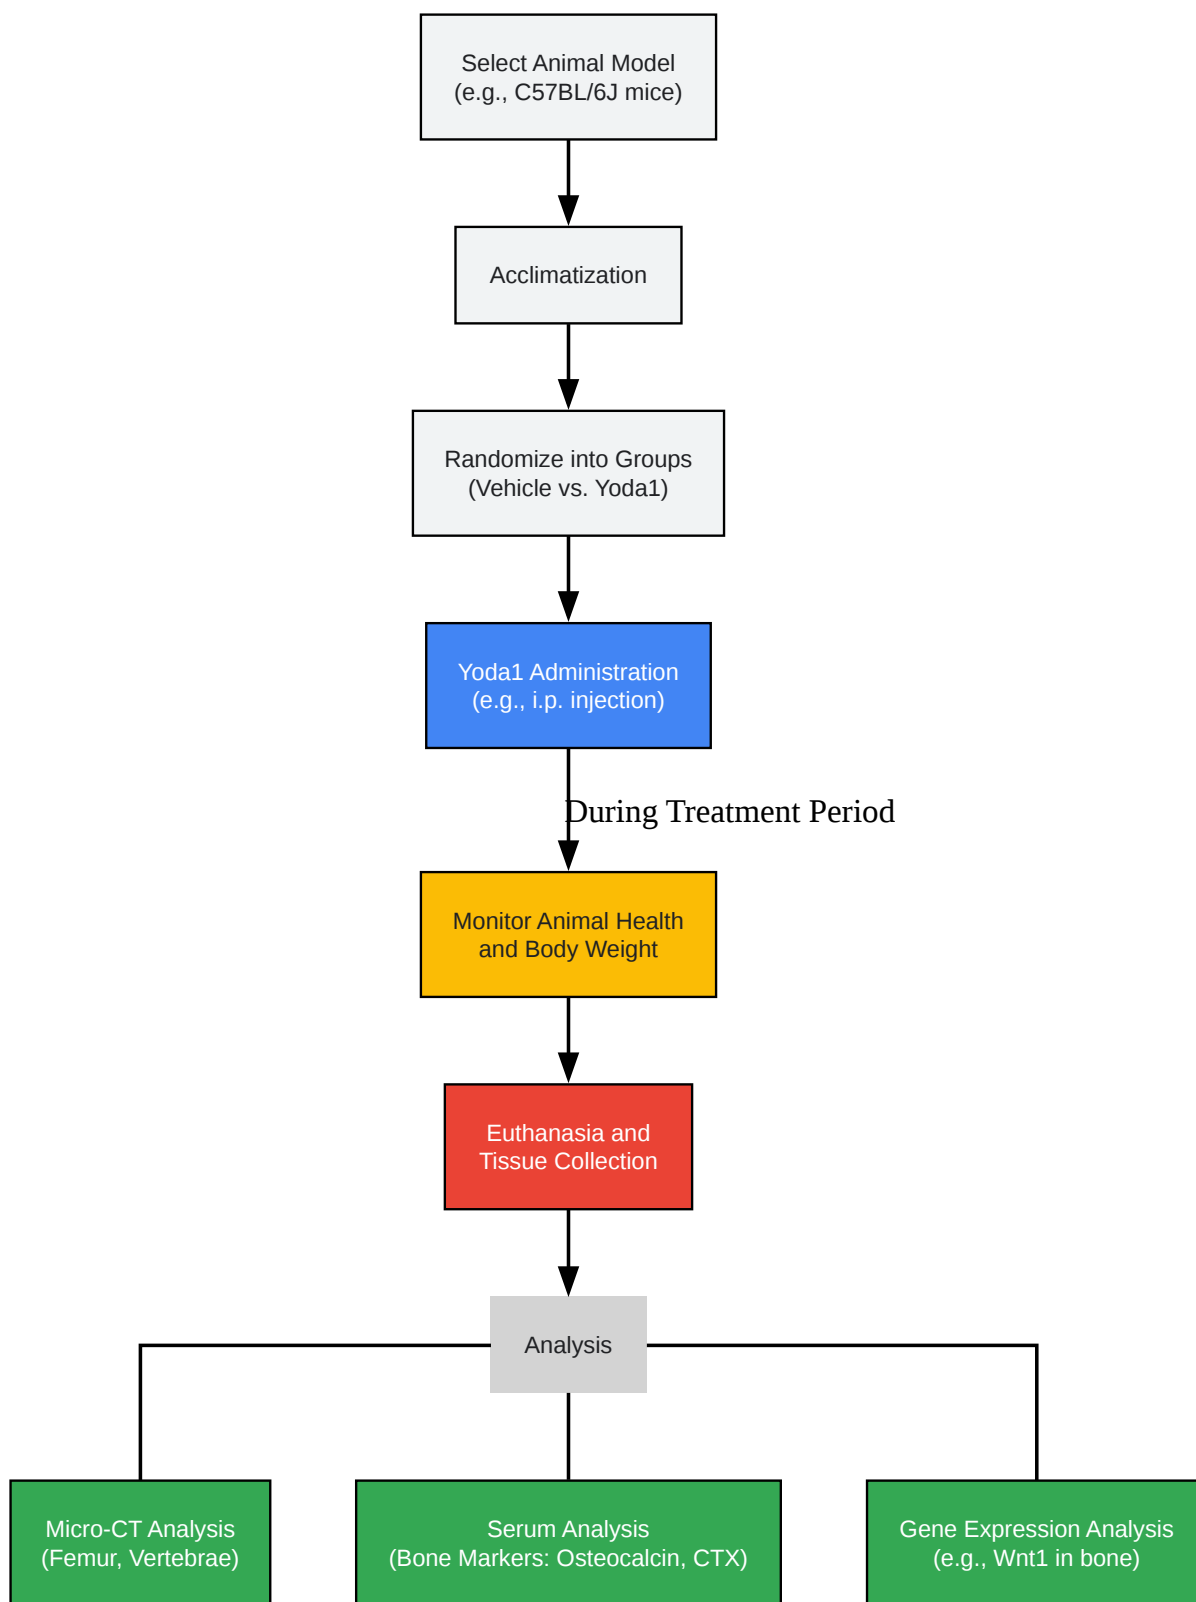 Select Animal Model
(e.g., C57BL/6J mice)
Acclimatization
Randomize into Groups
(Vehicle vs. Yoda1)
Yoda1 Administration
(e.g., i.p. injection)
During Treatment Period
Monitor Animal Health
and Body Weight
Euthanasia and
Tissue Collection
Analysis
Micro-CT Analysis
(Femur, Vertebrae)
Serum Analysis
(Bone Markers: Osteocalcin, CTX)
Gene Expression Analysis
(e.g., Wnt1 in bone)